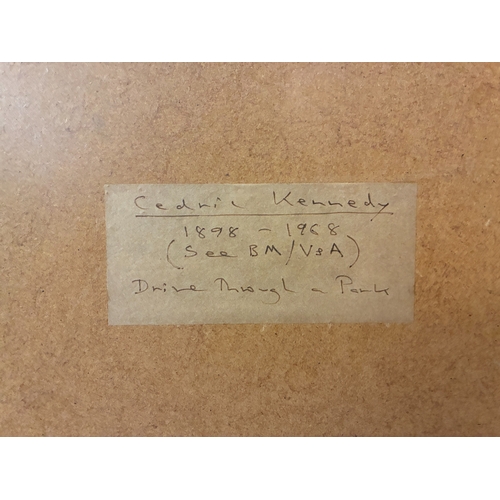 Cedric Kennedy
1898 - 1968
(See BM/V&A)
Drive Through a Park